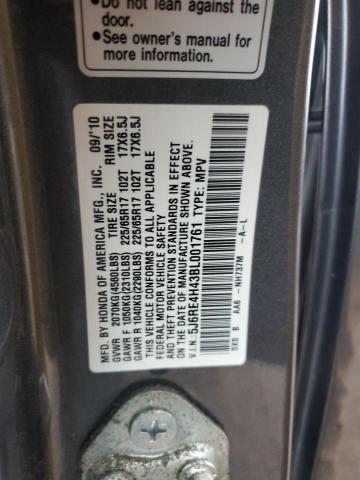 •Do not lean against the
door.
•See owner's manual for
more information.
MFD. BY HONDA OF AMERICA MFG., INC. 09/'10
TIRE SIZE RIM SIZE
GVWR 2070KG(4560LBS)
GAWR F 1050KG(2310LBS) 225/65R17 102T 17X6.5J
GAWR R 1040KG(2290LBS) 225/65R17 102T 17X6.5J
THIS VEHICLE CONFORMS TO ALL APPLICABLE
FEDERAL MOTOR VEHICLE SAFETY
AND THEFT PREVENTION STANDARDS IN EFFECT
ON THE DATE OF MANUFACTURE SHOWN ABOVE.
V.I.N.:5J6RE4H43BL001761 TYPE: MPV
SXS B AA6 -NH737M -A-L